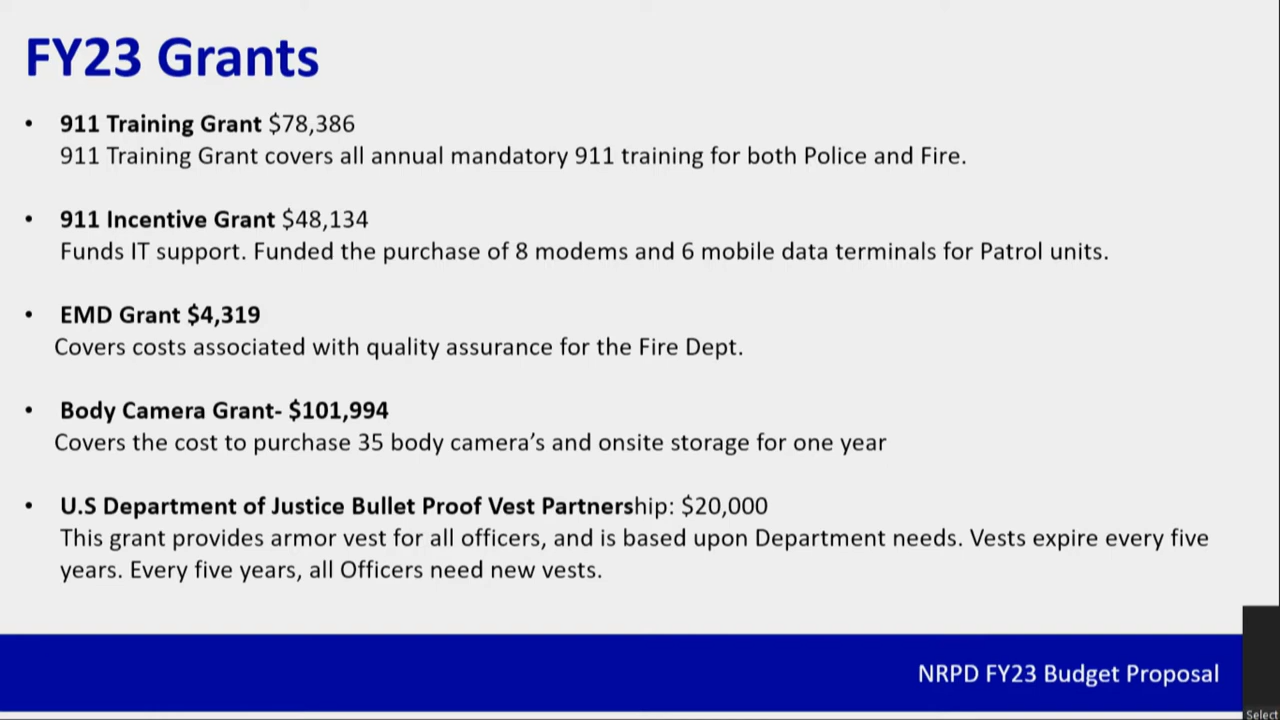 FY23 Grants
• 911 Training Grant $78,386
911 Training Grant covers all annual mandatory 911 training for both Police and Fire.
• 911 Incentive Grant $48,134
Funds IT support. Funded the purchase of 8 modems and 6 mobile data terminals for Patrol units.
• EMD Grant $4,319
Covers costs associated with quality assurance for the Fire Dept.
• Body Camera Grant- $101,994
Covers the cost to purchase 35 body camera’s and onsite storage for one year
• U.S Department of Justice Bullet Proof Vest Partnership: $20,000
This grant provides armor vest for all officers, and is based upon Department needs. Vests expire every five
years. Every five years, all Officers need new vests.
NRPD FY23 Budget Proposal
Select